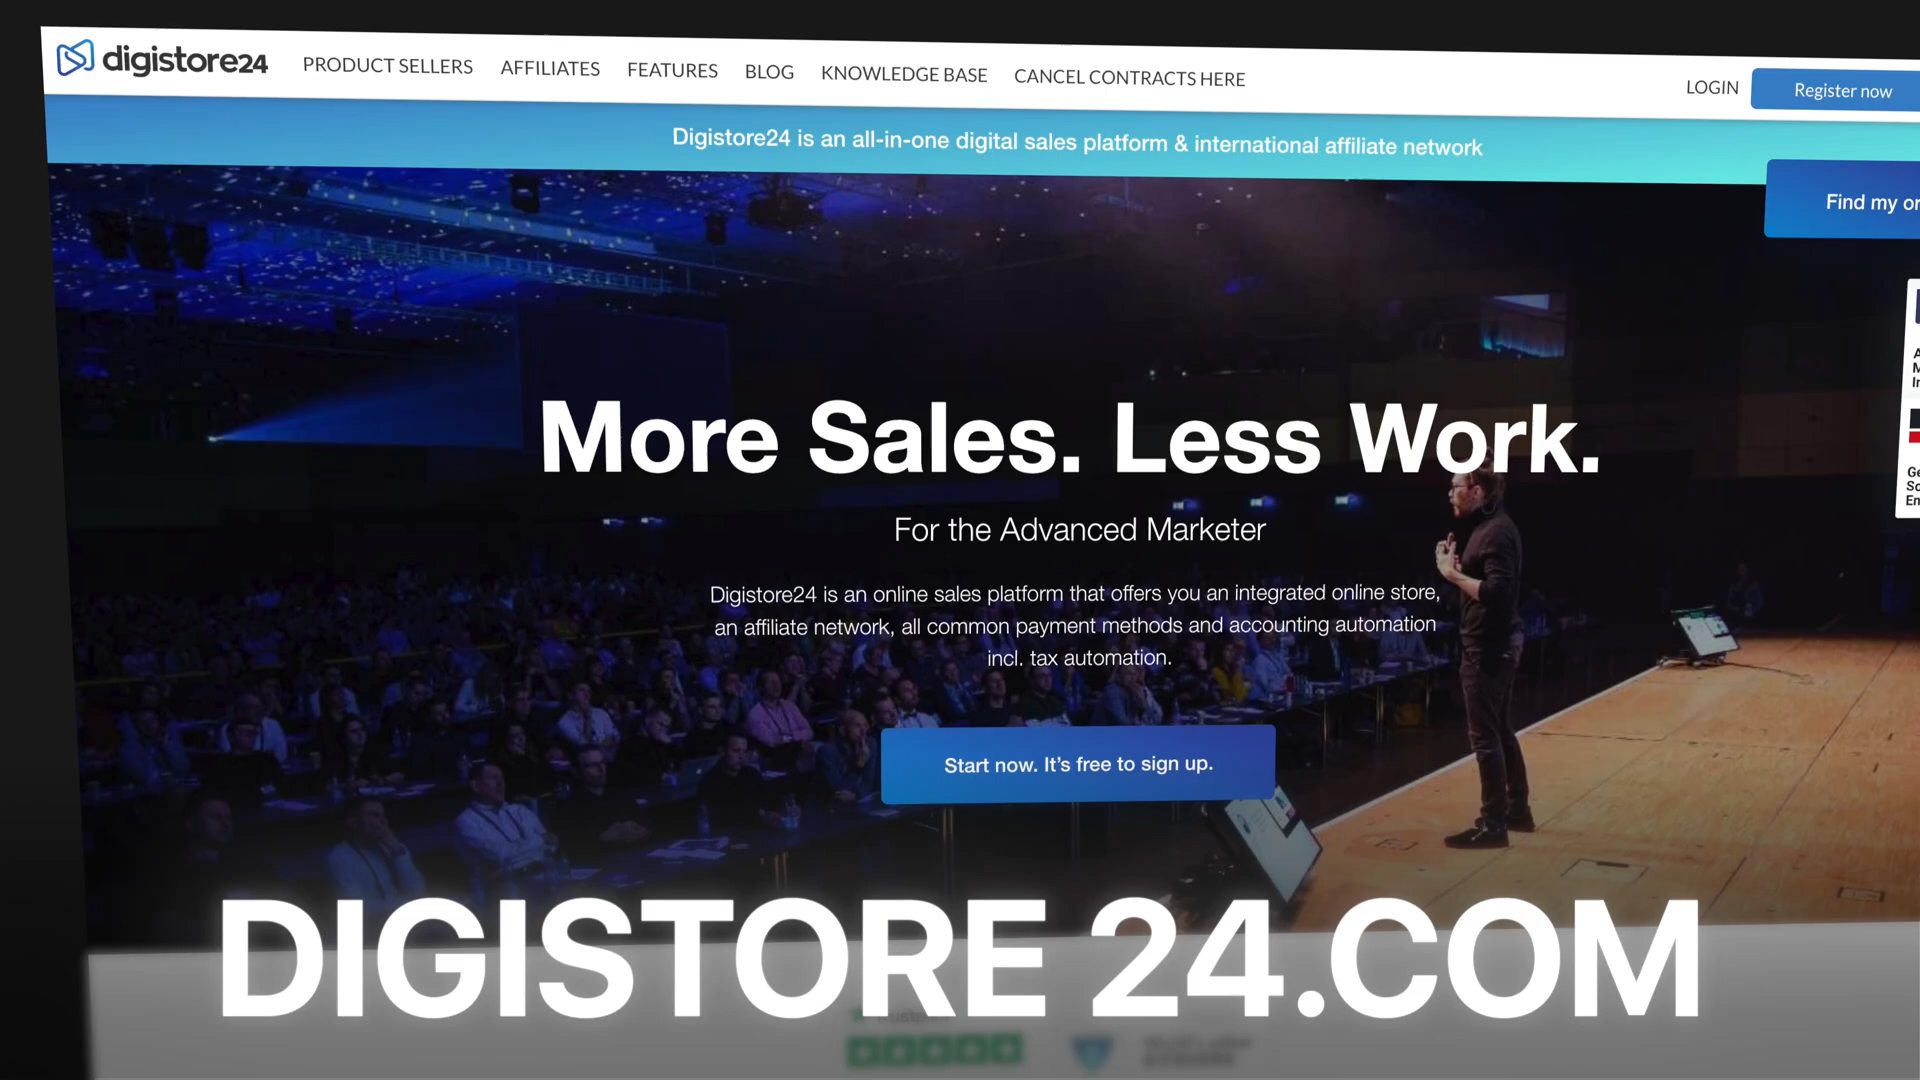 digistore24
PRODUCT SELLERS AFFILIATES FEATURES BLOG KNOWLEDGE BASE CANCEL CONTRACTS HERE LOGIN Register now
Digistore24 is an all-in-one digital sales platform & international affiliate network
Find my or
More Sales. Less Work.
For the Advanced Marketer
Digistore24 is an online sales platform that offers you an integrated online store,
an affiliate network, all common payment methods and accounting automation
incl. tax automation.
Start now. It's free to sign up.
DIGISTORE 24.COM